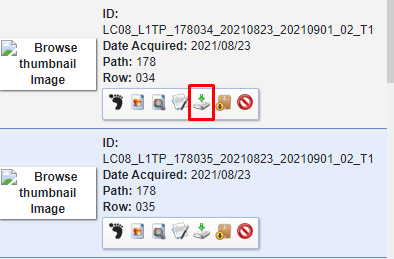 ID:
LC08_L1TP_178034_20210823_20210901_02_T1
Date Acquired: 2021/08/23
Path: 178
Row: 034
Browse
thumbnail
Image
ID:
LC08_L1TP_178035_20210823_20210901_02_T1
Date Acquired: 2021/08/23
Path: 178
Row: 035
Browse
thumbnail
Image